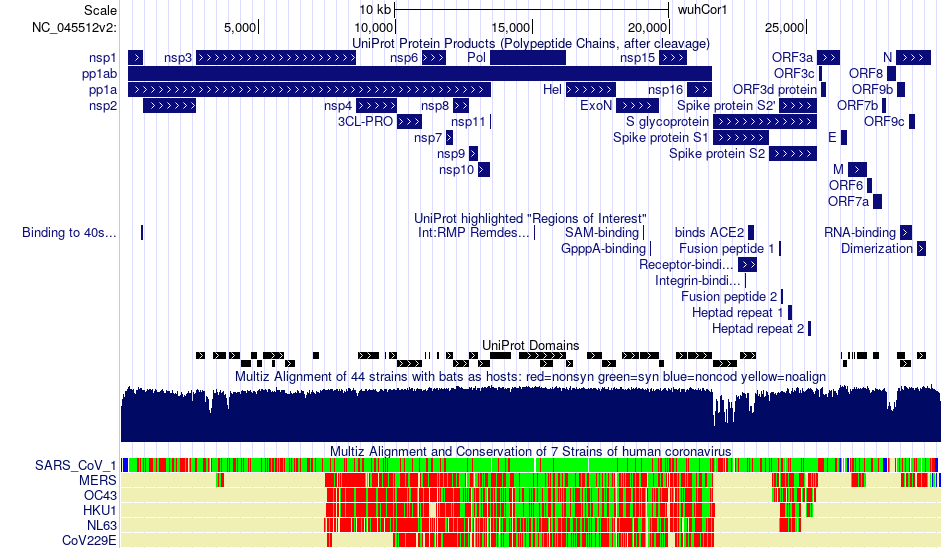 Scale 10 kb wuhCor1
NC_045512v2: 5,000 10,000 15,000 20,000 25,000
UniProt Protein Products (Polypeptide Chains, after cleavage)
nsp1 nsp3 nsp6 Pol nsp15 ORF3a N
pp1ab ORF3c ORF8
pp1a Hel nsp16 ORF3d protein ORF9b
nsp2 nsp4 nsp8 ExoN Spike protein S2' ORF7b
3CL-PRO nsp11 S glycoprotein ORF9c
nsp7 Spike protein S1 E
nsp9 Spike protein S2
nsp10 M
ORF6
ORF7a
UniProt highlighted "Regions of Interest"
Binding to 40s... Int:RMP Remdes... SAM-binding binds ACE2 RNA-binding
GpppA-binding Fusion peptide 1 Dimerization
Receptor-bindi...
Integrin-bindi...
Fusion peptide 2
Heptad repeat 1
Heptad repeat 2
UniProt Domains
Multiz Alignment of 44 strains with bats as hosts: red=nonsyn green=syn blue=noncod yellow=noalign
Multiz Alignment and Conservation of 7 Strains of human coronavirus
SARS_CoV_1
MERS
OC43
HKU1
NL63
CoV229E